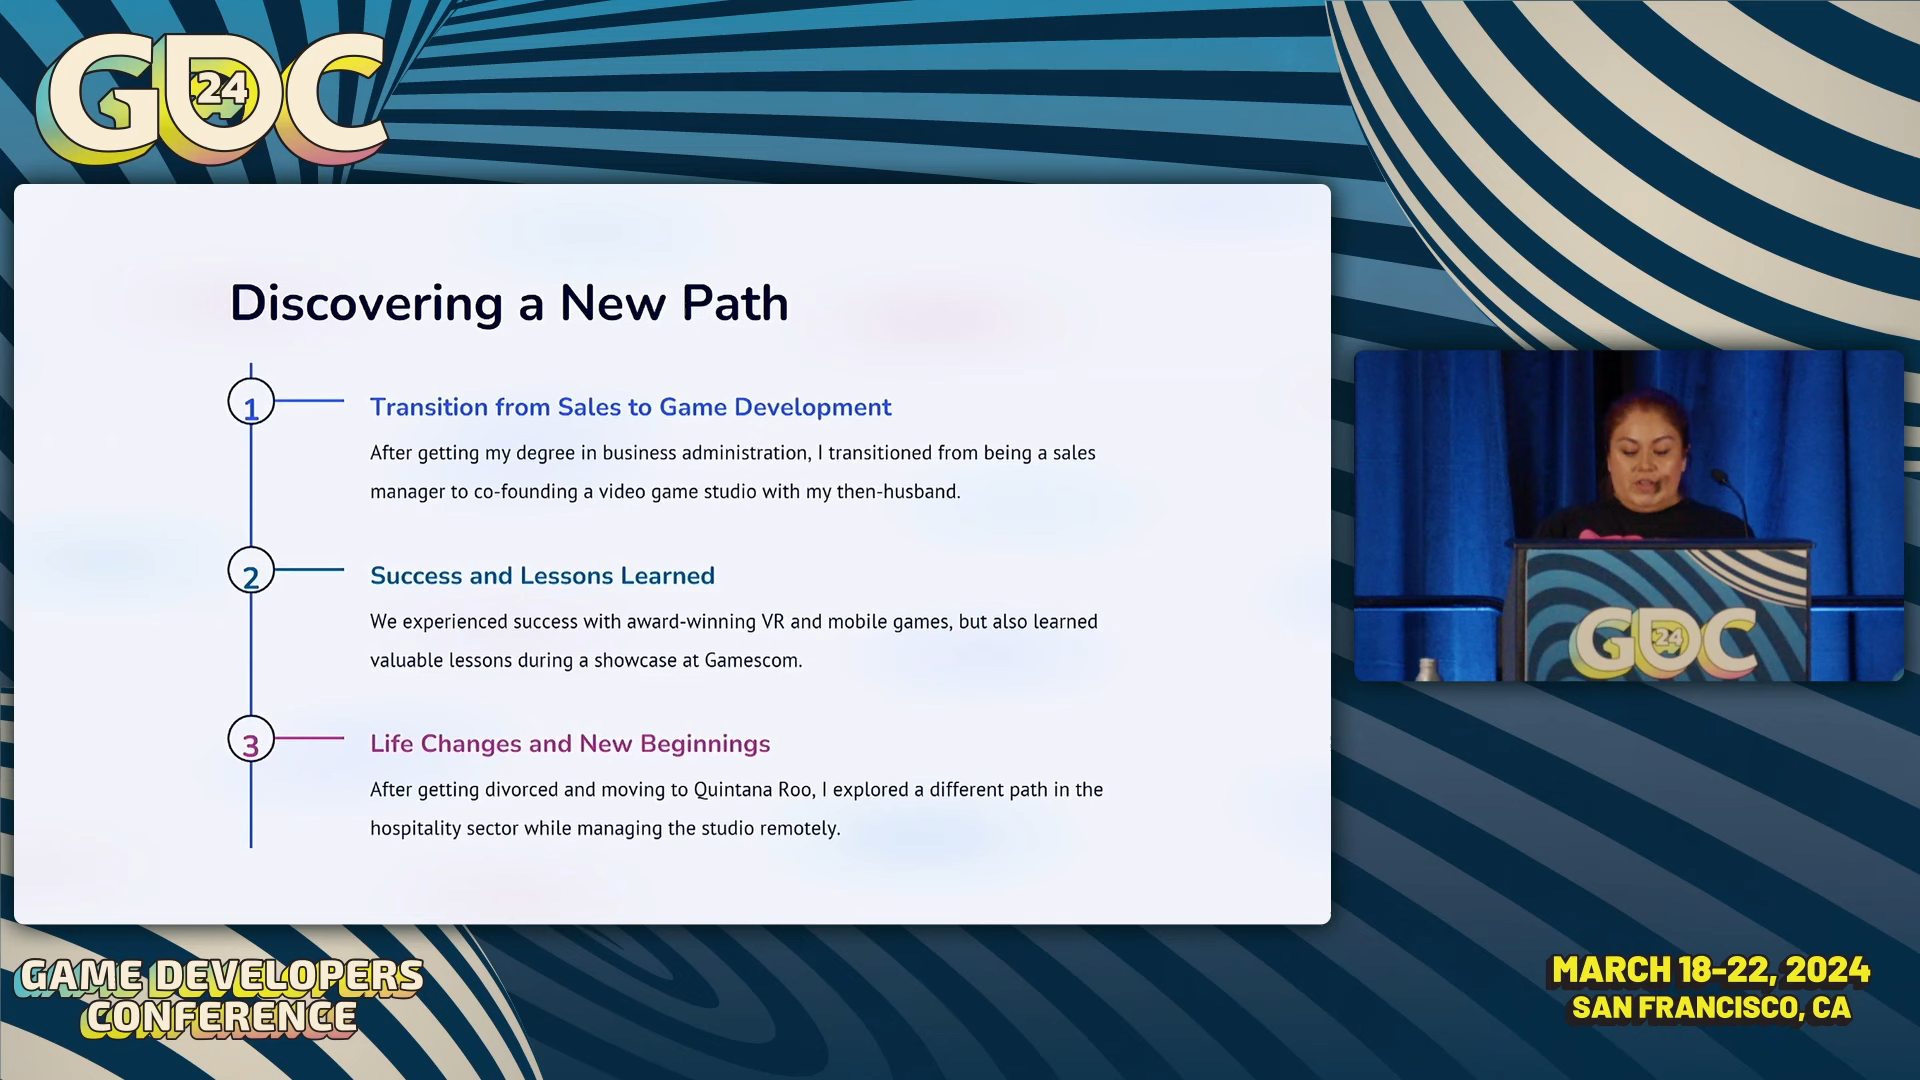 GDC
24
Discovering a New Path
1
Transition from Sales to Game Development
After getting my degree in business administration, I transitioned from being a sales
manager to co-founding a video game studio with my then-husband.
2
Success and Lessons Learned
We experienced success with award-winning VR and mobile games, but also learned
valuable lessons during a showcase at Gamescom.
3
Life Changes and New Beginnings
After getting divorced and moving to Quintana Roo, I explored a different path in the
hospitality sector while managing the studio remotely.
GDC
24
GAME DEVELOPERS
CONFERENCE
MARCH 18-22, 2024
SAN FRANCISCO, CA